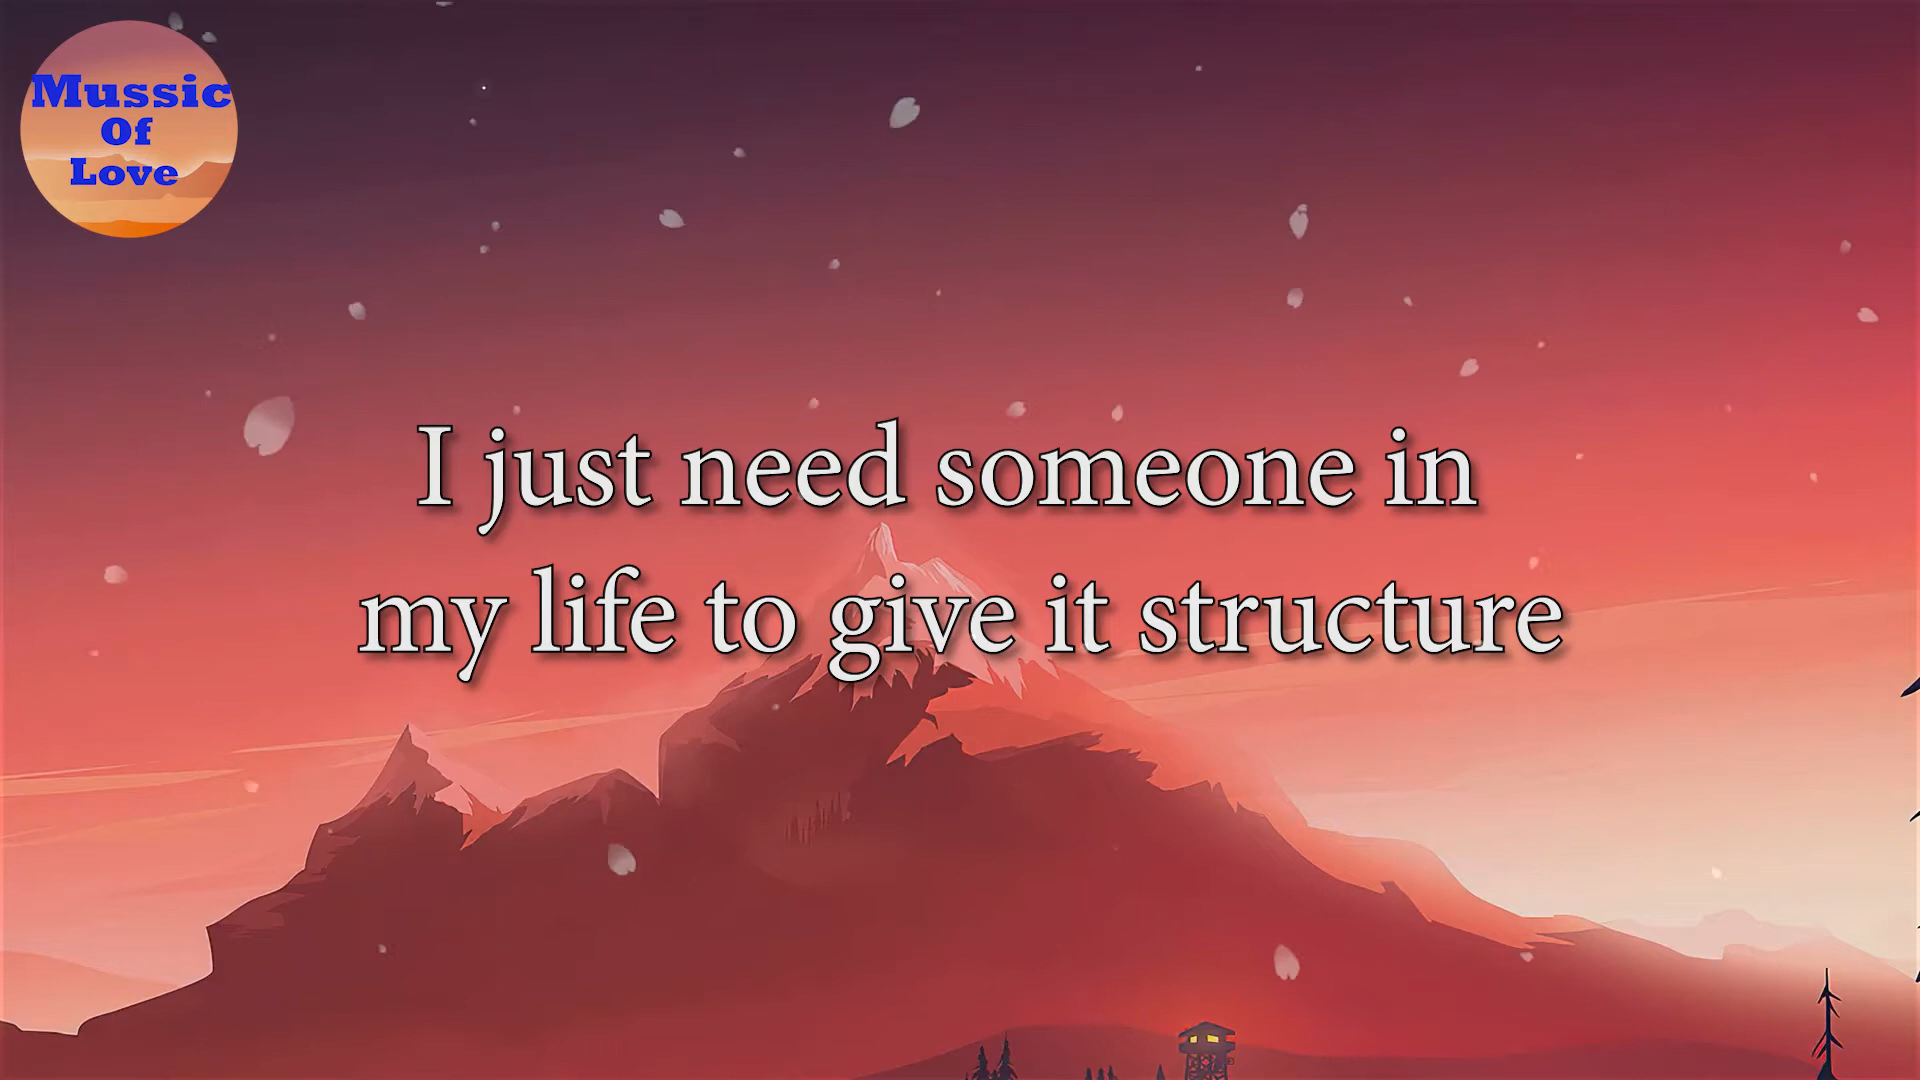 Mussic
Of
Love
I just need someone in
my life to give it structure